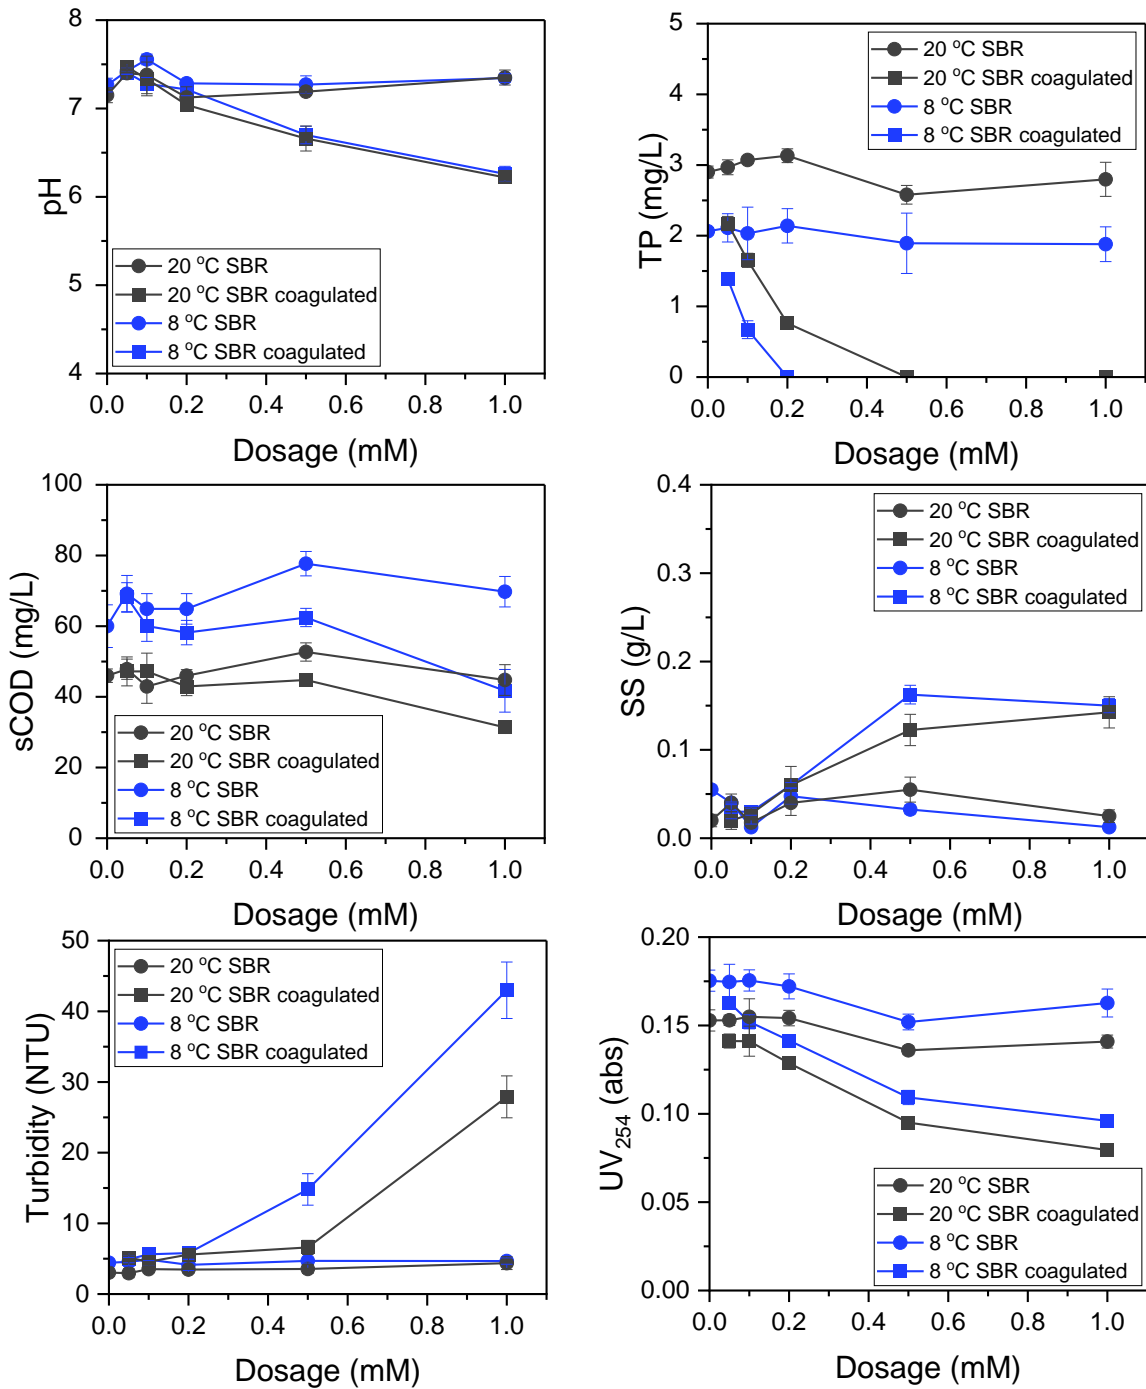 8
7
6
5
4
pH
20 °C SBR
20 °C SBR coagulated
8 °C SBR
8 °C SBR coagulated
0.0 0.2 0.4 0.6 0.8 1.0
Dosage (mM)
5
4
3
2
1
0
TP (mg/L)
20 °C SBR
20 °C SBR coagulated
8 °C SBR
8 °C SBR coagulated
0.0 0.2 0.4 0.6 0.8 1.0
Dosage (mM)
100
80
60
40
20
0
sCOD (mg/L)
20 °C SBR
20 °C SBR coagulated
8 °C SBR
8 °C SBR coagulated
0.0 0.2 0.4 0.6 0.8 1.0
Dosage (mM)
0.4
0.3
0.2
0.1
0.0
SS (g/L)
20 °C SBR
20 °C SBR coagulated
8 °C SBR
8 °C SBR coagulated
0.0 0.2 0.4 0.6 0.8 1.0
Dosage (mM)
50
40
30
20
10
0
Turbidity (NTU)
20 °C SBR
20 °C SBR coagulated
8 °C SBR
8 °C SBR coagulated
0.0 0.2 0.4 0.6 0.8 1.0
Dosage (mM)
0.20
0.15
0.10
0.05
0.00
UV254 (abs)
20 °C SBR
20 °C SBR coagulated
8 °C SBR
8 °C SBR coagulated
0.0 0.2 0.4 0.6 0.8 1.0
Dosage (mM)